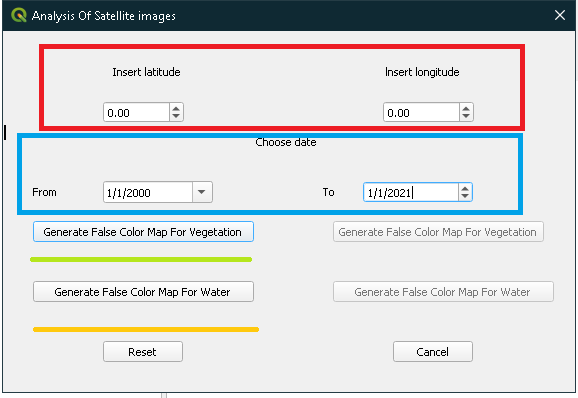 Analysis Of Satellite images
Insert latitude Insert longitude
0.00 0.00
Choose date
From 1/1/2000 To 1/1/2021
Generate False Color Map For Vegetation Generate False Color Map For Vegetation
Generate False Color Map For Water Generate False Color Map For Water
Reset Cancel